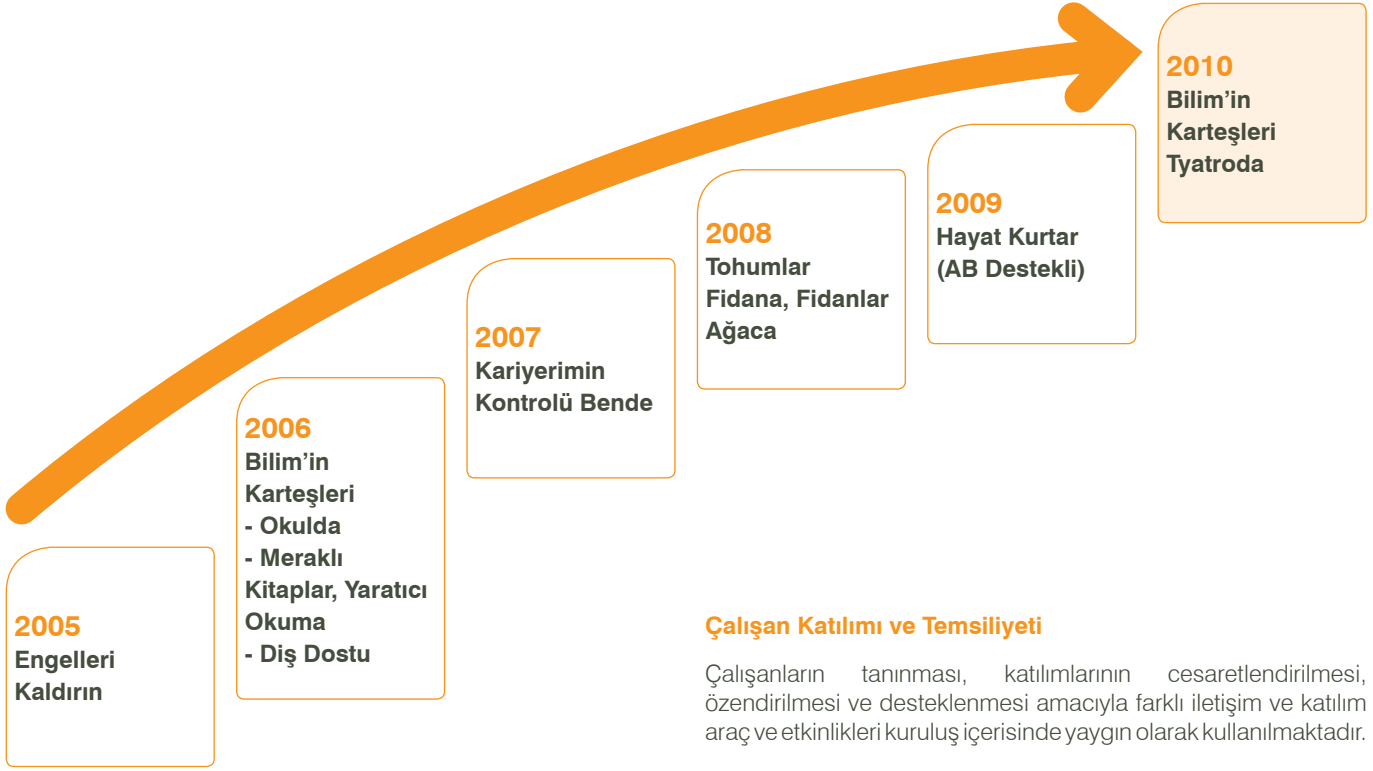 2005
Engelleri
Kaldırın
2006
Bilim’in
Karteşleri
- Okulda
- Meraklı
Kitaplar, Yaratıcı
Okuma
- Diş Dostu
2007
Kariyerimin
Kontrolü Bende
2008
Tohumlar
Fidana, Fidanlar
Ağaca
2009
Hayat Kurtar
(AB Destekli)
2010
Bilim’in
Karteşleri
Tyatroda
Çalışan Katılımı ve Temsiliyeti
Çalışanların tanınması, katılımlarının cesaretlendirilmesi,
özendirilmesi ve desteklenmesi amacıyla farklı iletişim ve katılım
araç ve etkinlikleri kuruluş içerisinde yaygın olarak kullanılmaktadır.